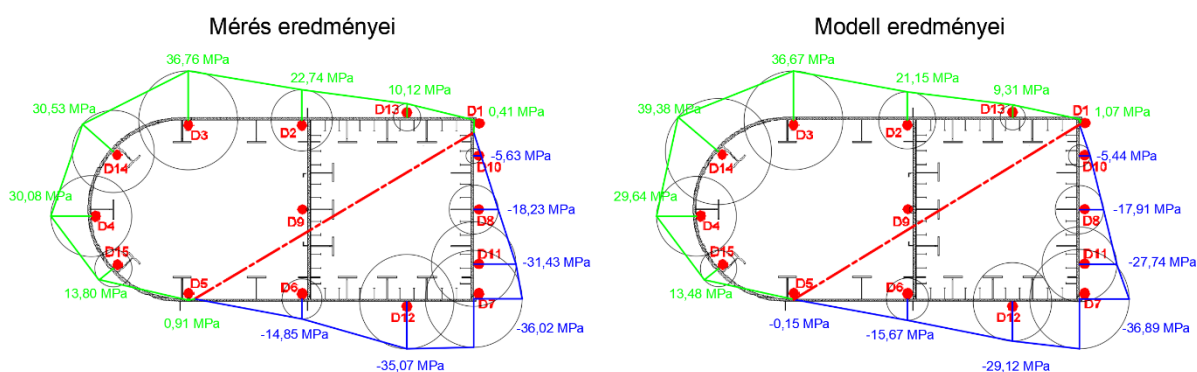 Mérés eredményei
36,76 MPa
22,74 MPa
10,12 MPa
D13
D1
0,41 MPa
30,53 MPa
D3
D2
D14
-5,63 MPa
D10
30,08 MPa
D4
D9
D8
-18,23 MPa
D15
D11
-31,43 MPa
13,80 MPa
D5
D6
D12
D7
0,91 MPa
-14,85 MPa
-36,02 MPa
-35,07 MPa
Modell eredményei
36,67 MPa
21,15 MPa
9,31 MPa
D13
D1
1,07 MPa
39,38 MPa
D3
D2
D14
-5,44 MPa
D10
29,64 MPa
D4
D9
D8
-17,91 MPa
D15
D11
-27,74 MPa
13,48 MPa
D5
D6
D12
D7
-0,15 MPa
-15,67 MPa
-36,89 MPa
-29,12 MPa